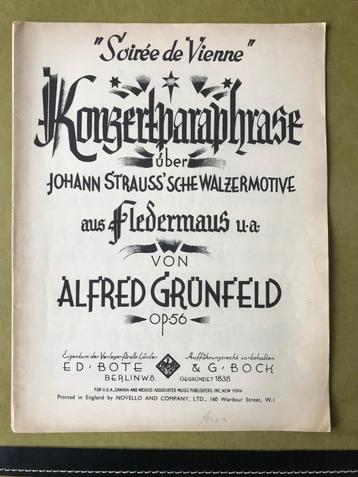 "Soirée de Vienne"
Konzertparaphrase
über
JOHANN STRAUSS'SCHE WALZERMOTIVE
aus Fledermaus u.a.
VON
ALFRED GRÜNFELD
OP.56
Eigentum der Verleger für alle Länder Aufführungsrecht vorbehalten
ED. BOTE & G. BOCK
BERLIN W.8. GEGRÜNDET 1838
FOR U.S.A., CANADA AND MEXICO: ASSOCIATED MUSIC PUBLISHERS INC. NEW YORK
Printed in England by NOVELLO AND COMPANY, LTD., 160 Wardour Street, W.1